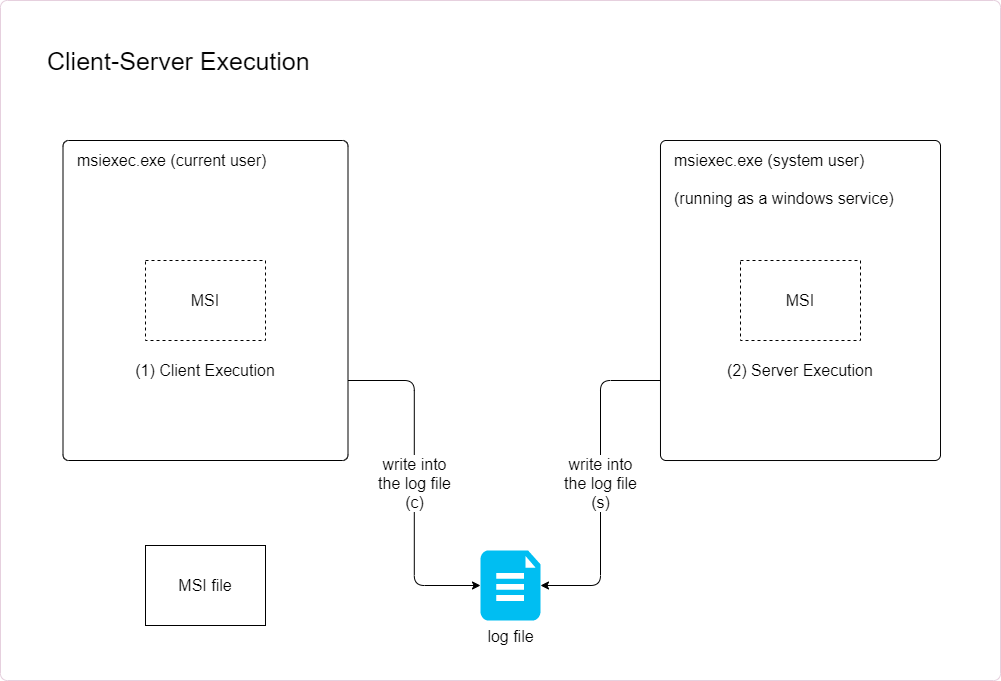 Client-Server Execution
msiexec.exe (current user)
MSI
(1) Client Execution
msiexec.exe (system user)
(running as a windows service)
MSI
(2) Server Execution
write into
the log file
(c)
write into
the log file
(s)
MSI file
log file